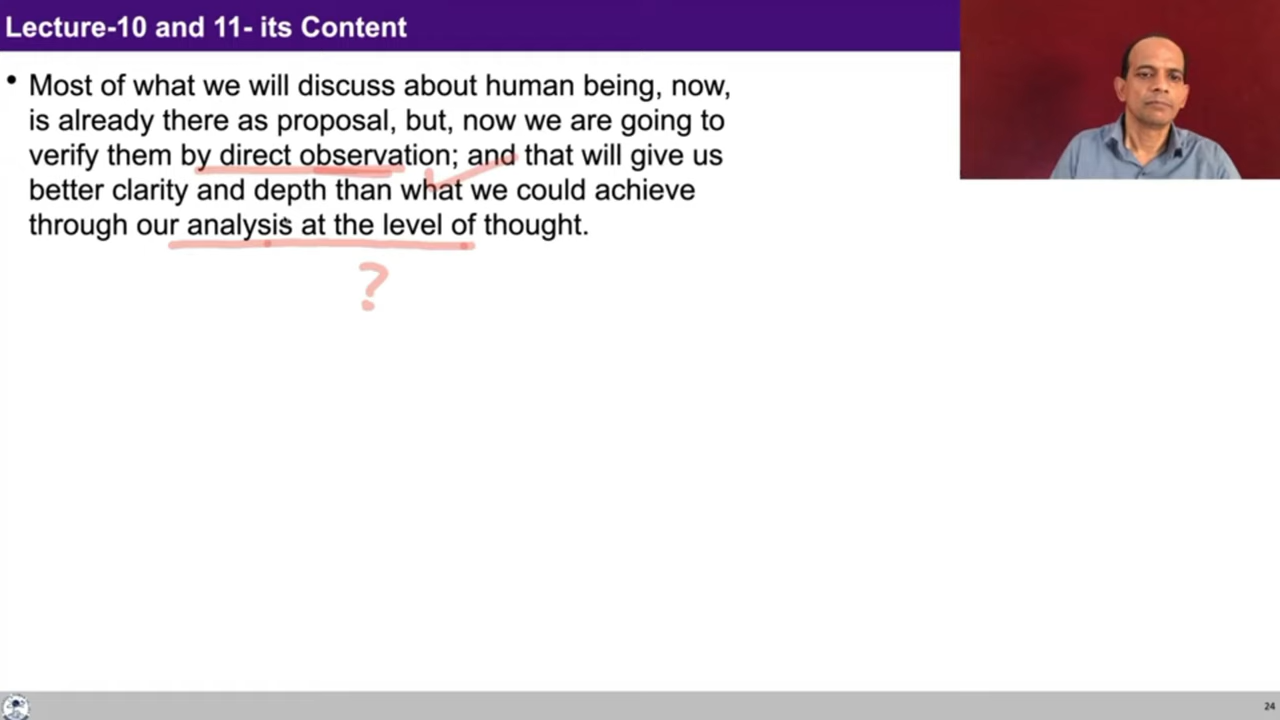 Lecture-10 and 11- its Content
• Most of what we will discuss about human being, now,
is already there as proposal, but, now we are going to
verify them by direct observation; and that will give us
better clarity and depth than what we could achieve
through our analysis at the level of thought.
?
24